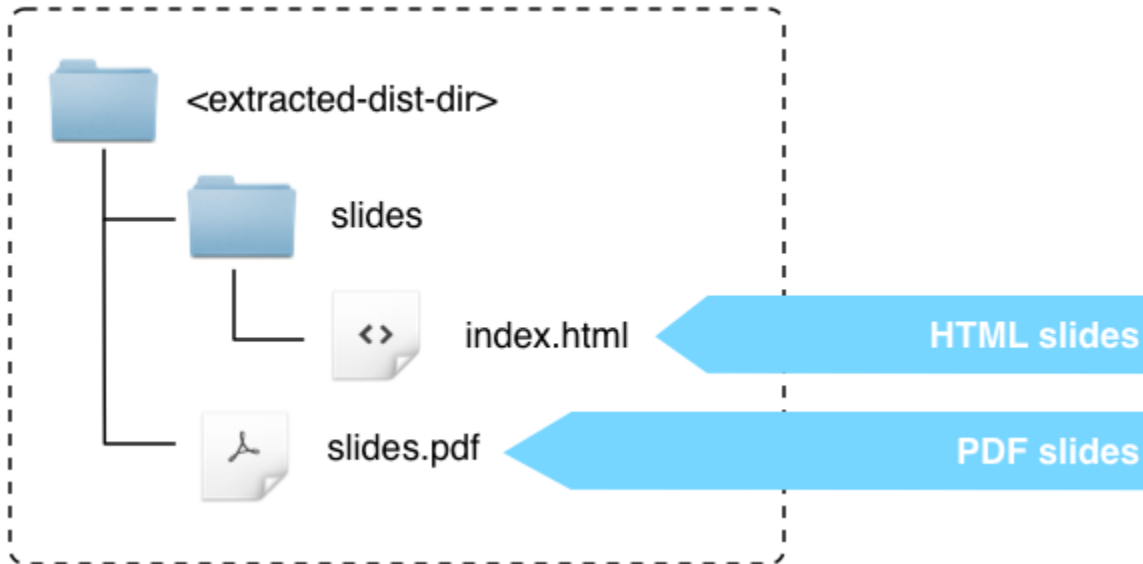 <extracted-dist-dir>
slides
index.html
HTML slides
slides.pdf
PDF slides